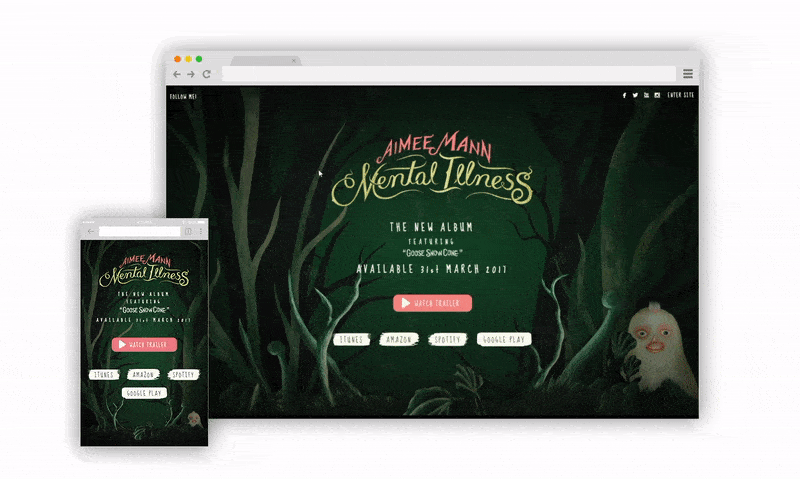 FOLLOW ME!
ENTER SITE
AIMEE MANN
Mental Illness
THE NEW ALBUM
FEATURING
"GOOSE SNOW CONE"
AVAILABLE 31st MARCH 2017
WATCH TRAILER
ITUNES
AMAZON
SPOTIFY
GOOGLE PLAY
AIMEE MANN
Mental Illness
THE NEW ALBUM
FEATURING
"GOOSE SNOW CONE"
AVAILABLE 31st MARCH 2017
WATCH TRAILER
ITUNES
AMAZON
SPOTIFY
GOOGLE PLAY